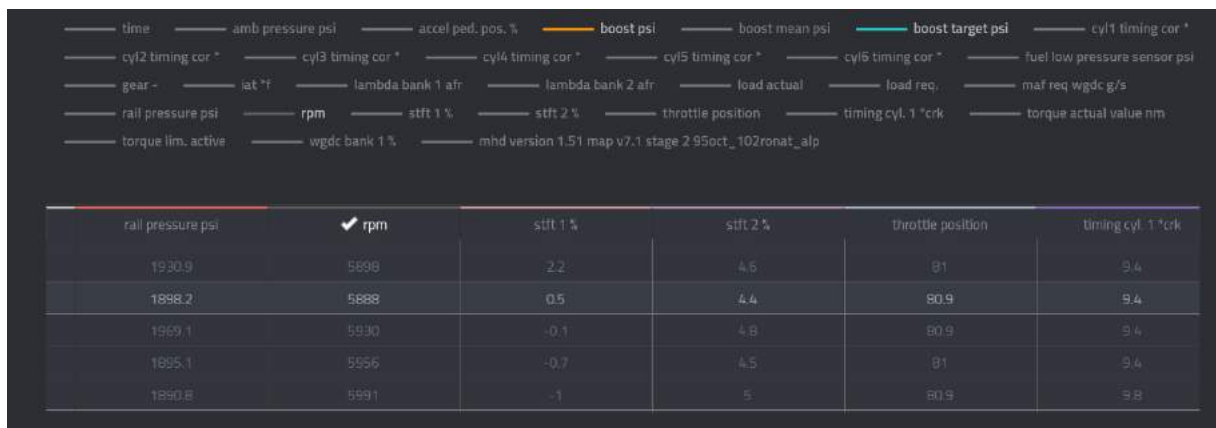 time amb pressure psi accel ped. pos. % boost psi boost mean psi boost target psi cyl1 timing cor *
cyl2 timing cor * cyl3 timing cor * cyl4 timing cor * cyl5 timing cor * cyl6 timing cor * fuel low pressure sensor psi
gear - iat *f lambda bank 1 afr lambda bank 2 afr load actual load req. maf req wgdc g/s
rail pressure psi rpm stft 1 % stft 2 % throttle position timing cyl. 1 *crk torque actual value nm
torque lim. active wgdc bank 1 % mhd version 1.51 map v7.1 stage 2 95oct_102ronat_alp
rail pressure psi ✔ rpm stft 1 % stft 2 % throttle position timing cyl. 1 *crk
1930.9 5898 2.2 4.6 81 9.4
1898.2 5888 0.5 4.4 80.9 9.4
1969.1 5930 -0.1 4.8 80.9 9.4
1895.1 5956 -0.7 4.5 81 9.4
1890.8 5991 -1 5 80.9 9.8